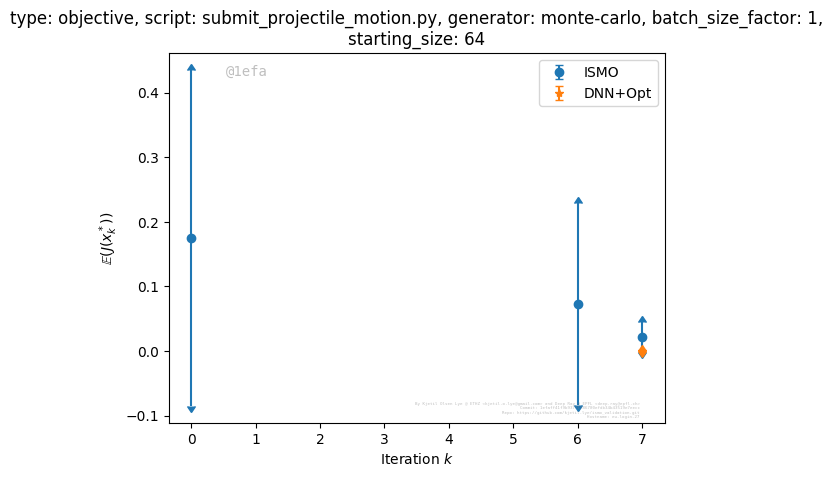 type: objective, script: submit_projectile_motion.py, generator: monte-carlo, batch_size_factor: 1,
starting_size: 64
@1efa
ISMO
DNN+Opt
0.4
0.3
0.2
0.1
0.0
−0.1
𝔼(J(x_k^*))
0 1 2 3 4 5 6 7
Iteration k